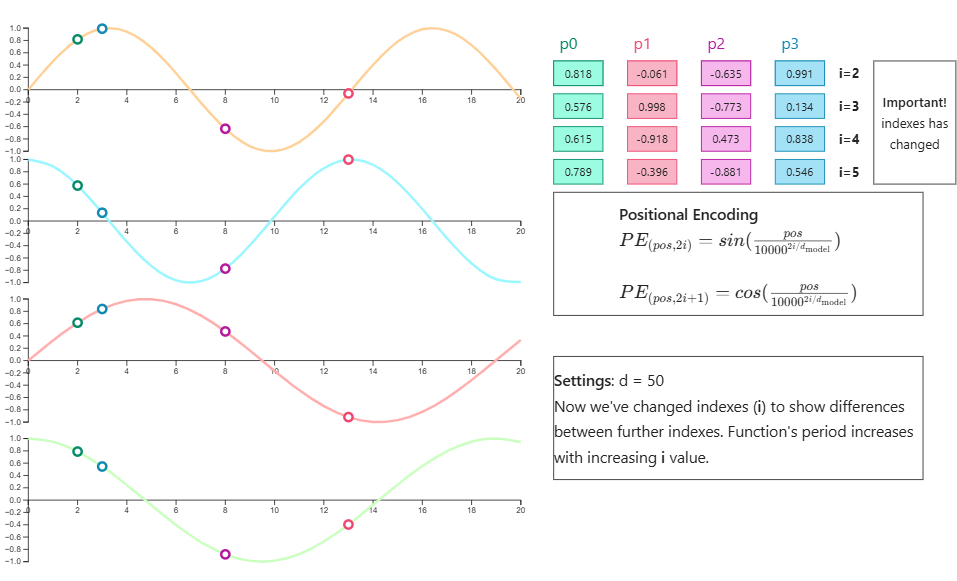 p0 p1 p2 p3
0.818 -0.061 -0.635 0.991 i=2
0.576 0.998 -0.773 0.134 i=3
0.615 -0.918 0.473 0.838 i=4
0.789 -0.396 -0.881 0.546 i=5
Important!
indexes has
changed
Positional Encoding
PE(pos,2i) = sin(pos/10000^{2i/d_model})
PE(pos,2i+1) = cos(pos/10000^{2i/d_model})
Settings: d = 50
Now we've changed indexes (i) to show differences
between further indexes. Function's period increases
with increasing i value.
1.0
0.8
0.6
0.4
0.2
0.0
−0.2
−0.4
−0.6
−0.8
−1.0
0 2 4 6 8 10 12 14 16 18 20
1.0
0.8
0.6
0.4
0.2
0.0
−0.2
−0.4
−0.6
−0.8
−1.0
0 2 4 6 8 10 12 14 16 18 20
1.0
0.8
0.6
0.4
0.2
0.0
−0.2
−0.4
−0.6
−0.8
−1.0
0 2 4 6 8 10 12 14 16 18 20
1.0
0.8
0.6
0.4
0.2
0.0
−0.2
−0.4
−0.6
−0.8
−1.0
0 2 4 6 8 10 12 14 16 18 20